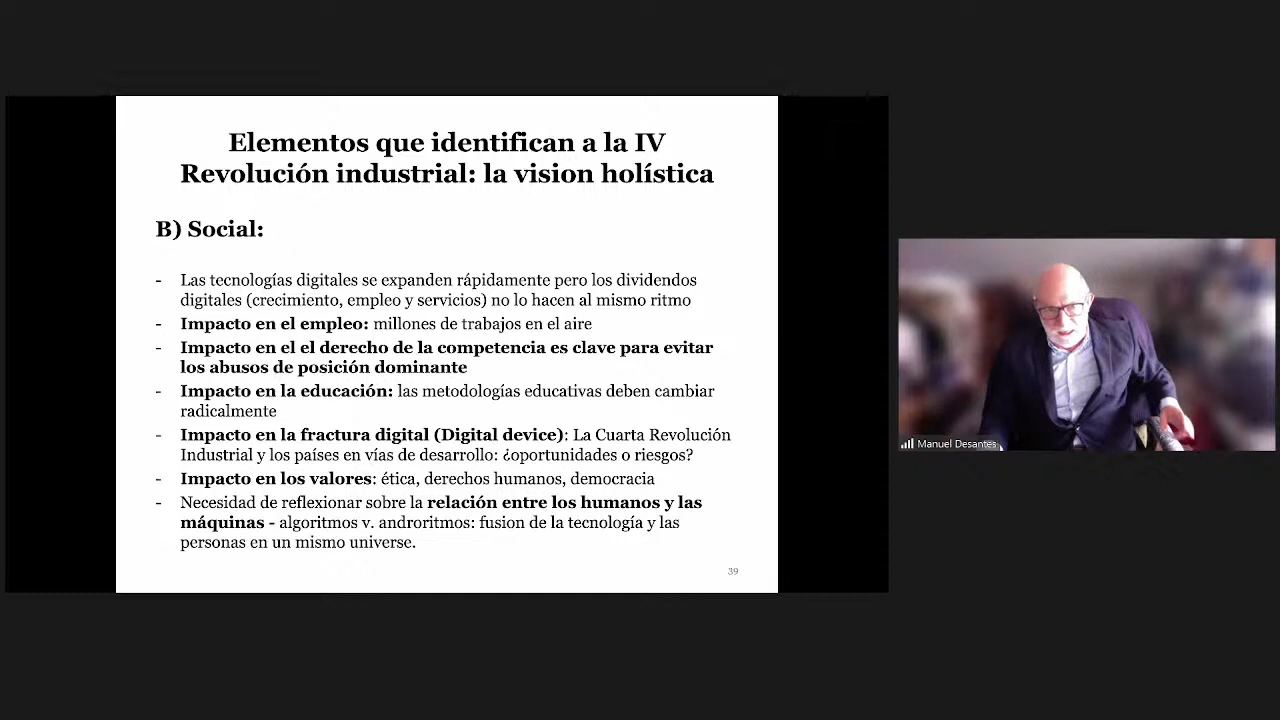 Elementos que identifican a la IV
Revolución industrial: la vision holística
B) Social:
- Las tecnologías digitales se expanden rápidamente pero los dividendos
digitales (crecimiento, empleo y servicios) no lo hacen al mismo ritmo
- Impacto en el empleo: millones de trabajos en el aire
- Impacto en el el derecho de la competencia es clave para evitar
los abusos de posición dominante
- Impacto en la educación: las metodologías educativas deben cambiar
radicalmente
- Impacto en la fractura digital (Digital device): La Cuarta Revolución
Industrial y los países en vías de desarrollo: ¿oportunidades o riesgos?
- Impacto en los valores: ética, derechos humanos, democracia
- Necesidad de reflexionar sobre la relación entre los humanos y las
máquinas - algoritmos v. androritmos: fusion de la tecnología y las
personas en un mismo universe.
39
Manuel Desantes